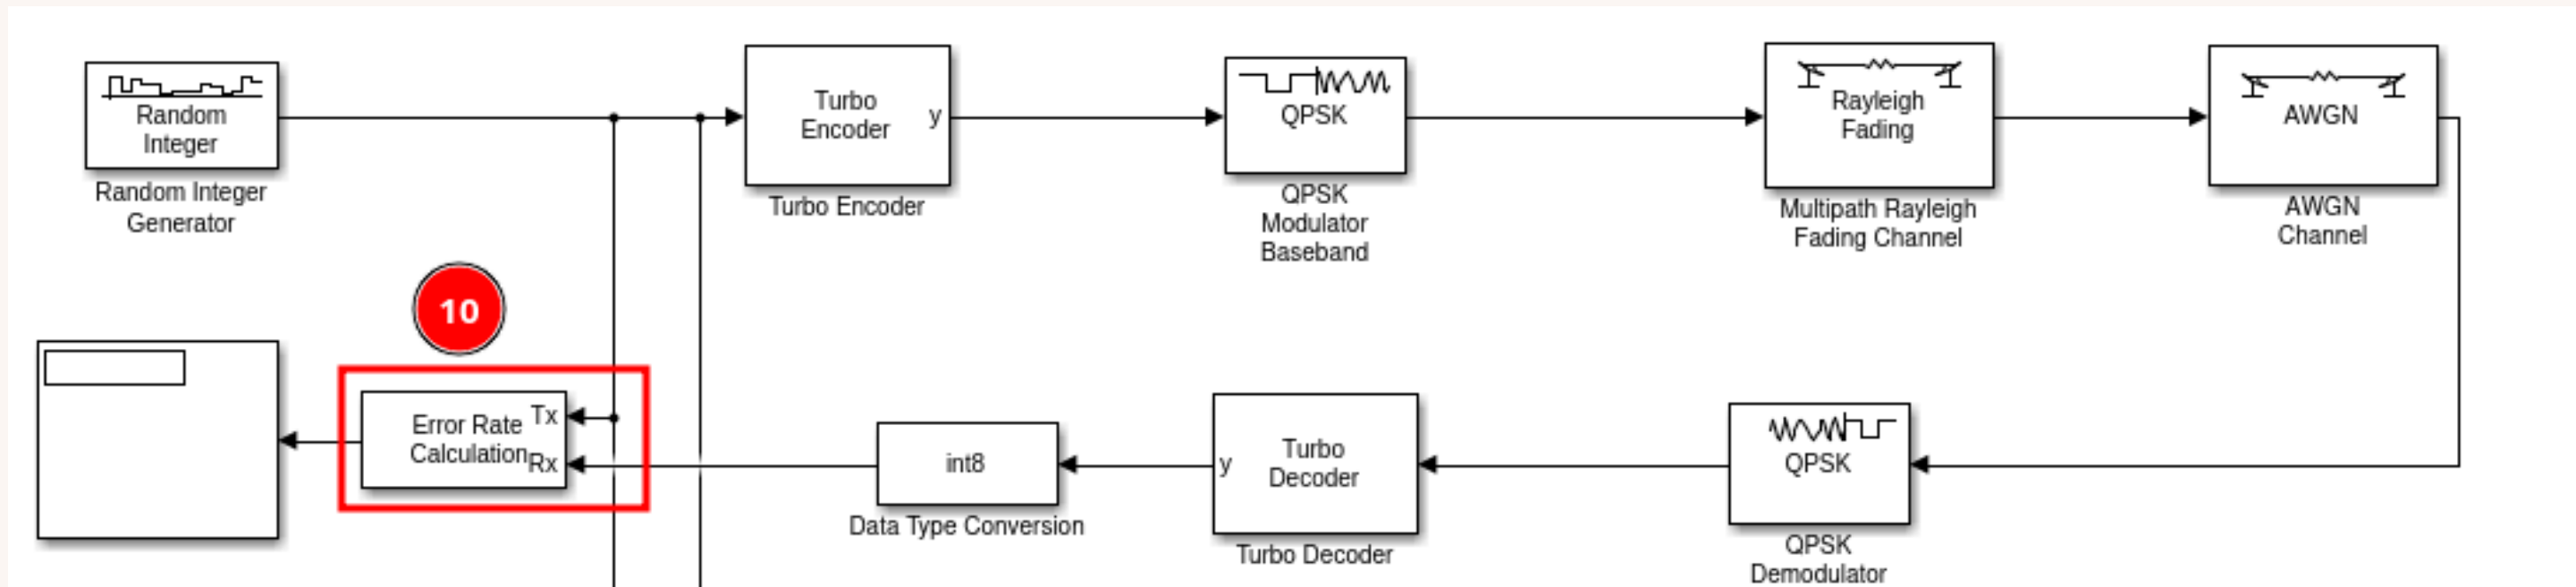 Random
Integer
Random Integer
Generator
Turbo
Encoder
y
Turbo Encoder
QPSK
QPSK
Modulator
Baseband
Rayleigh
Fading
Multipath Rayleigh
Fading Channel
AWGN
AWGN
Channel
10
Error Rate
Calculation
Tx
Rx
int8
Data Type Conversion
y
Turbo
Decoder
Turbo Decoder
QPSK
QPSK
Demodulator